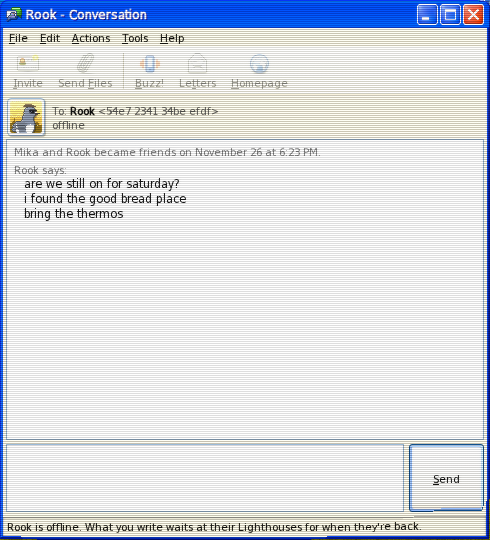 Rook - Conversation
File Edit Actions Tools Help
Invite Send Files Buzz! Letters Homepage
To: Rook <54e7 2341 34be efdf>
offline
Mika and Rook became friends on November 26 at 6:23 PM.
Rook says:
are we still on for saturday?
i found the good bread place
bring the thermos
Send
Rook is offline. What you write waits at their Lighthouses for when they're back.